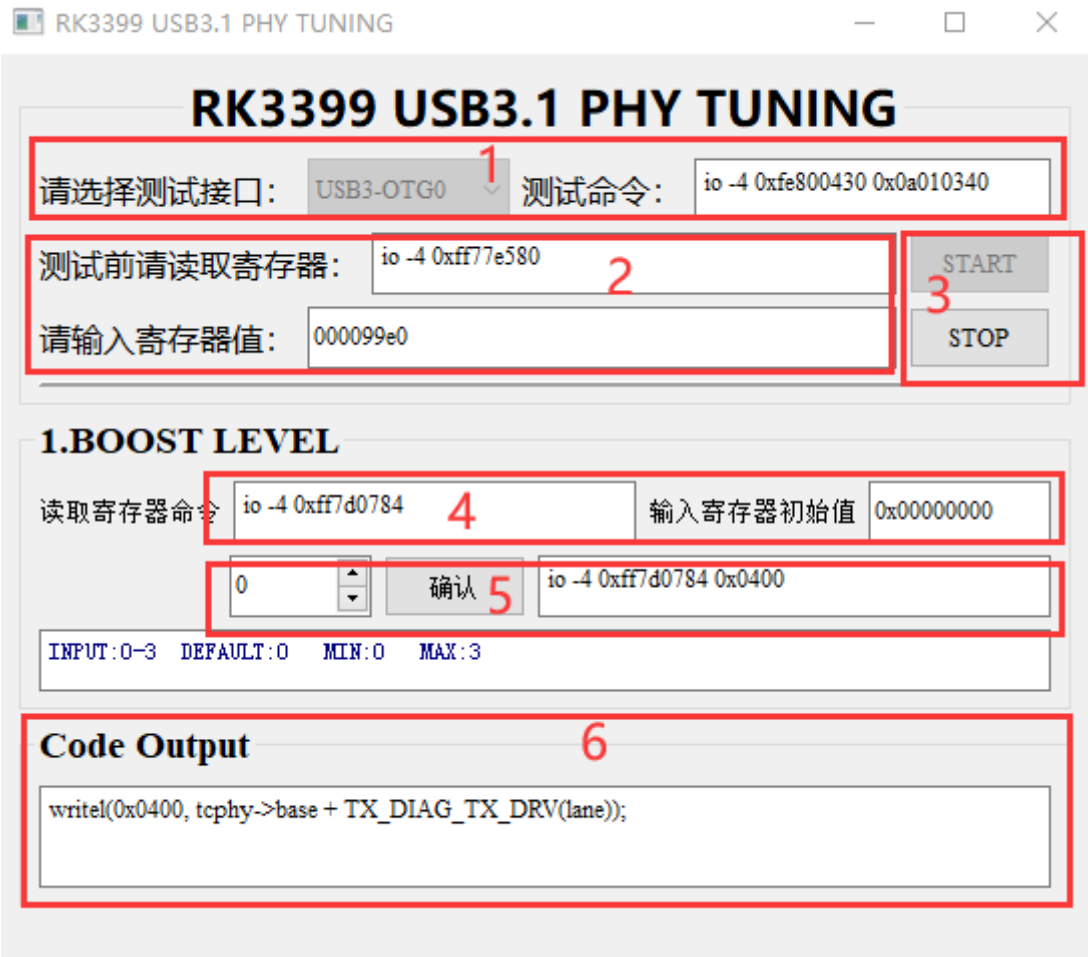 RK3399 USB3.1 PHY TUNING
RK3399 USB3.1 PHY TUNING
1
请选择测试接口： USB3-OTG0 测试命令： io -4 0xfe800430 0x0a010340
测试前请读取寄存器： io -4 0xff77e580 2 START
3
请输入寄存器值： 000099e0 STOP
1.BOOST LEVEL
读取寄存器命令 io -4 0xff7d0784 4 输入寄存器初始值 0x00000000
0 确认 5 io -4 0xff7d0784 0x0400
INPUT:0-3 DEFAULT:0 MIN:0 MAX:3
Code Output 6
writel(0x0400, tcphy->base + TX_DIAG_TX_DRV(lane));